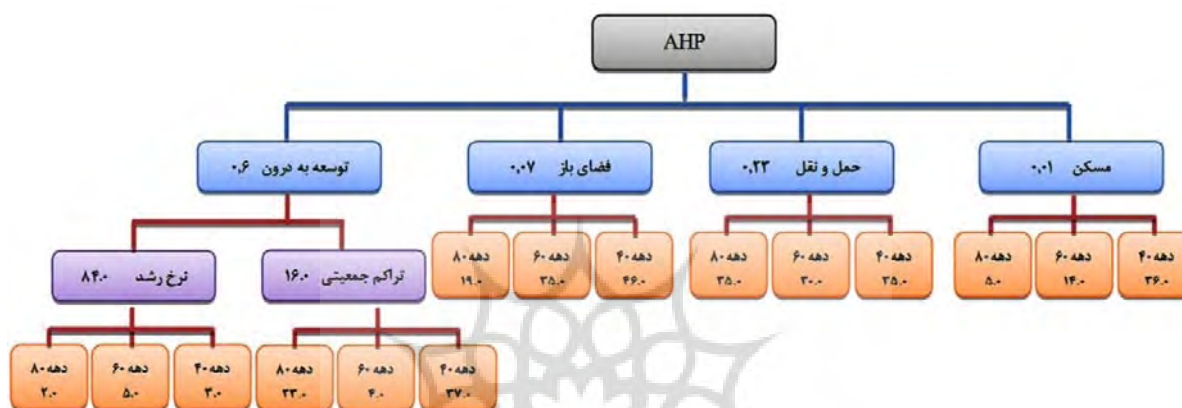 AHP
مسکن ۰,۰۱
حمل و نقل ۰,۲۳
فضای باز ۰,۰۷
توسعه به درون ۰,۶
دهه ۴۰
۳۶.۰
دهه ۶۰
۱۴.۰
دهه ۸۰
۵.۰
دهه ۴۰
۳۵.۰
دهه ۶۰
۳۰.۰
دهه ۸۰
۳۵.۰
دهه ۴۰
۴۶.۰
دهه ۶۰
۳۵.۰
دهه ۸۰
۱۹.۰
تراکم جمعیتی ۱۶.۰
نرخ رشد ۸۴.۰
دهه ۴۰
۳۷.۰
دهه ۶۰
۴.۰
دهه ۸۰
۲۳.۰
دهه ۴۰
۳.۰
دهه ۶۰
۵.۰
دهه ۸۰
۲.۰